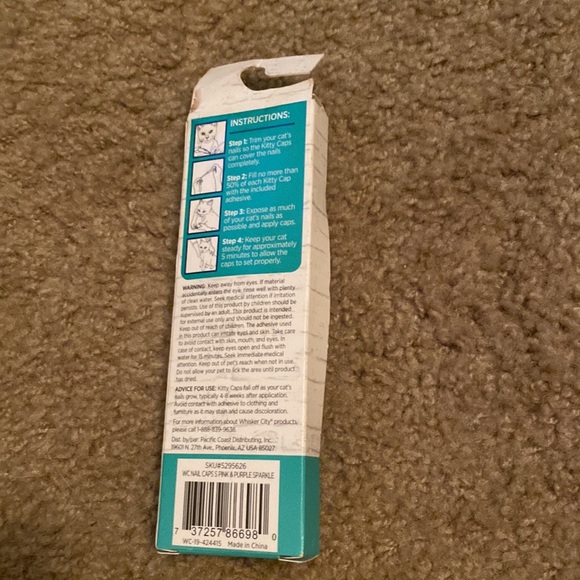 INSTRUCTIONS:
Step 1: Trim your cat's
nails so the Kitty Caps
can cover the nails
completely.
Step 2: Fill no more than
50% of each Kitty Cap
with the included
adhesive.
Step 3: Expose as much
of your cat's nails as
possible and apply caps.
Step 4: Keep your cat
steady for approximately
5 minutes to allow the
caps to set properly.
WARNING: Keep away from eyes. If material
accidentally enters the eye, rinse well with plenty
of clean water. Seek medical attention if irritation
persists. Use of this product by children should be
supervised by an adult. This product is intended
for external use only and should not be ingested.
Keep out of reach of children. The adhesive used
in this product can irritate eyes and skin. Take care
to avoid contact with skin, mouth, and eyes. In
case of contact, keep eyes open and flush with
water for 15 minutes. Seek immediate medical
attention. Keep out of pet's reach when not in use.
Do not allow your pet to lick the area until product
has dried.
ADVICE FOR USE: Kitty Caps fall off as your cat's
nails grow, typically 4-6 weeks after application.
Avoid contact with adhesive to clothing and
furniture as it may stain and cause discoloration.
For more information about Whisker City® products,
please call 1-888-839-9638.
Dist. by/par: Pacific Coast Distributing, Inc.
19601 N. 27th Ave., Phoenix, AZ USA 85027
SKU#5295626
WC NAIL CAPS S PINK & PURPLE SPARKLE
7 37257 86698 0
WC-19-424415 Made in China